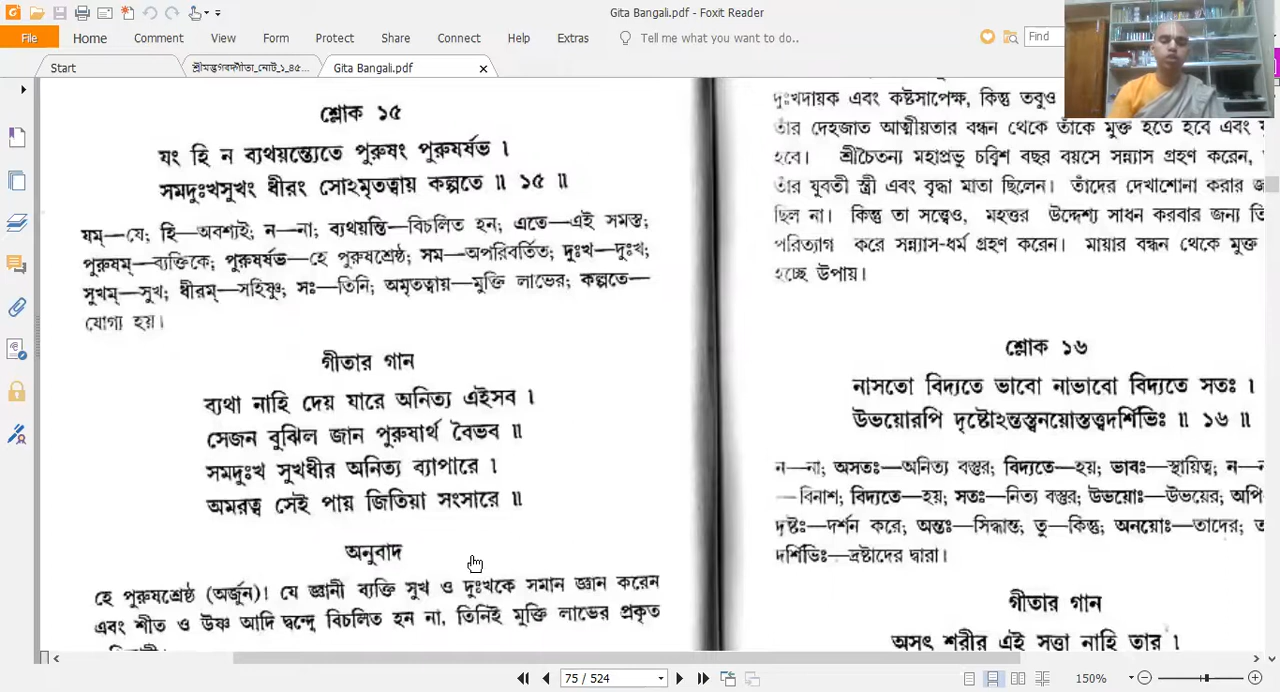 Gita Bangali.pdf - Foxit Reader
File Home Comment View Form Protect Share Connect Help Extras Tell me what you want to do.. Find
Start শ্রীমদ্ভগবদ্গীতা_নোট_১_৪৫... Gita Bangali.pdf
শ্লোক ১৫
যং হি ন ব্যথয়ন্ত্যেতে পুরুষং পুরুষর্ষভ ।
সমদুঃখসুখং ধীরং সোহমৃতত্বায় কল্পতে ॥ ১৫ ॥
যম্—যে; হি—অবশ্যই; ন—না; ব্যথয়ন্তি—বিচলিত হন; এতে—এই সমস্ত;
পুরুষম্—ব্যক্তিকে; পুরুষর্ষভ—হে পুরুষশ্রেষ্ঠ; সম—অপরিবর্তিত; দুঃখ—দুঃখ;
সুখম্—সুখ; ধীরম্—সহিষ্ণু; সঃ—তিনি; অমৃতত্বায়—মুক্তি লাভের; কল্পতে—
যোগ্য হয়।
গীতার গান
ব্যথা নাহি দেয় যারে অনিত্য এইসব ।
সেজন বুঝিল জান পুরুষার্থ বৈভব ॥
সমদুঃখ সুখধীর অনিত্য ব্যাপারে ।
অমরত্ব সেই পায় জিতিয়া সংসারে ॥
অনুবাদ
হে পুরুষশ্রেষ্ঠ (অর্জুন)! যে জ্ঞানী ব্যক্তি সুখ ও দুঃখকে সমান জ্ঞান করেন
এবং শীত ও উষ্ণ আদি দ্বন্দ্বে বিচলিত হন না, তিনিই মুক্তি লাভের প্রকৃত
দুঃখদায়ক এবং কষ্টসাপেক্ষ, কিন্তু তবুও
তাঁর দেহজাত আত্মীয়তার বন্ধন থেকে তাঁকে মুক্ত হতে হবে এবং
হবে। শ্রীচৈতন্য মহাপ্রভু চব্বিশ বছর বয়সে সন্ন্যাস গ্রহণ করেন,
তাঁর যুবতী স্ত্রী এবং বৃদ্ধা মাতা ছিলেন। তাঁদের দেখাশোনা করার
ছিল না। কিন্তু তা সত্ত্বেও, মহত্তর উদ্দেশ্য সাধন করবার জন্য
পরিত্যাগ করে সন্ন্যাস-ধর্ম গ্রহণ করেন। মায়ার বন্ধন থেকে মুক্ত
হচ্ছে উপায়।
শ্লোক ১৬
নাসতো বিদ্যতে ভাবো নাভাবো বিদ্যতে সতঃ ।
উভয়োরপি দৃষ্টোহন্তস্ত্বনয়োস্তত্ত্বদর্শিভিঃ ॥ ১৬ ॥
ন—না; অসতঃ—অনিত্য বস্তুর; বিদ্যতে—হয়; ভাবঃ—স্থায়িত্ব; ন—
—বিনাশ; বিদ্যতে—হয়; সতঃ—নিত্য বস্তুর; উভয়োঃ—উভয়ের; অপি
দৃষ্টঃ—দর্শন করে; অন্তঃ—সিদ্ধান্ত; তু—কিন্তু; অনয়োঃ—তাদের;
দর্শিভিঃ—দ্রষ্টাদের দ্বারা।
গীতার গান
অসৎ শরীর এই সত্তা নাহি তার ।
75 / 524 150%